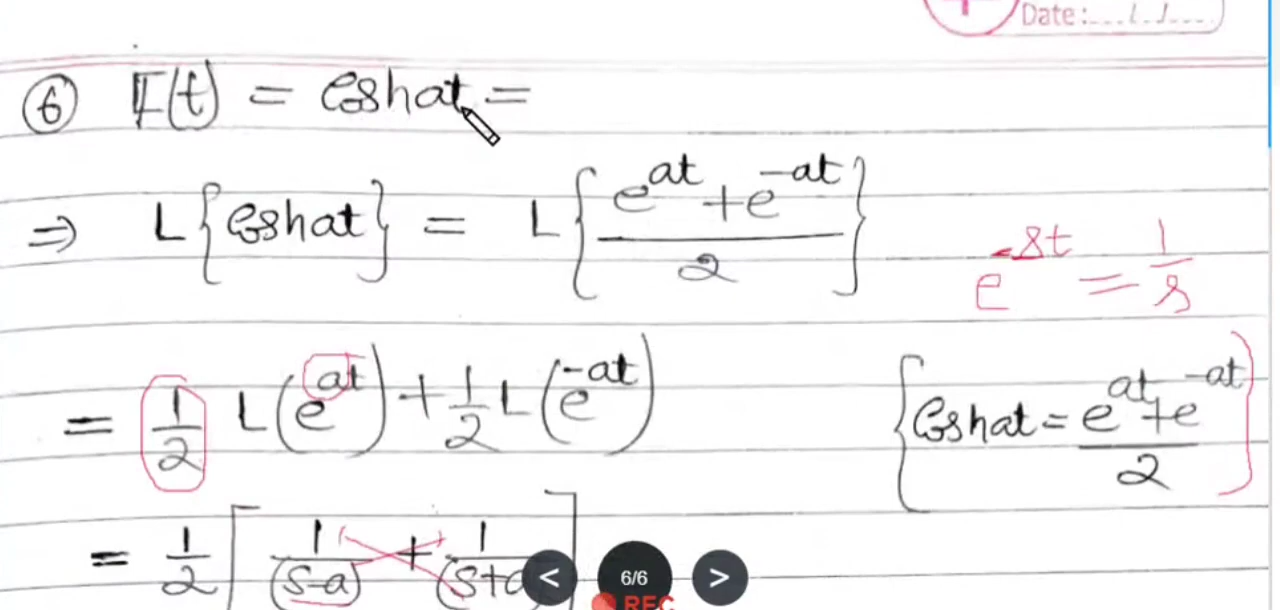 Date:.../.../...
⑥ F(t) = Coshat =
⇒ L{Coshat} = L{(e^at + e^-at)/2}
e^-st = 1/s
= 1/2 L(e^at) + 1/2 L(e^-at)
{Coshat = (e^at + e^-at)/2}
= 1/2 [1/(s-a) + 1/(s+a)]
< 6/6 >
REC